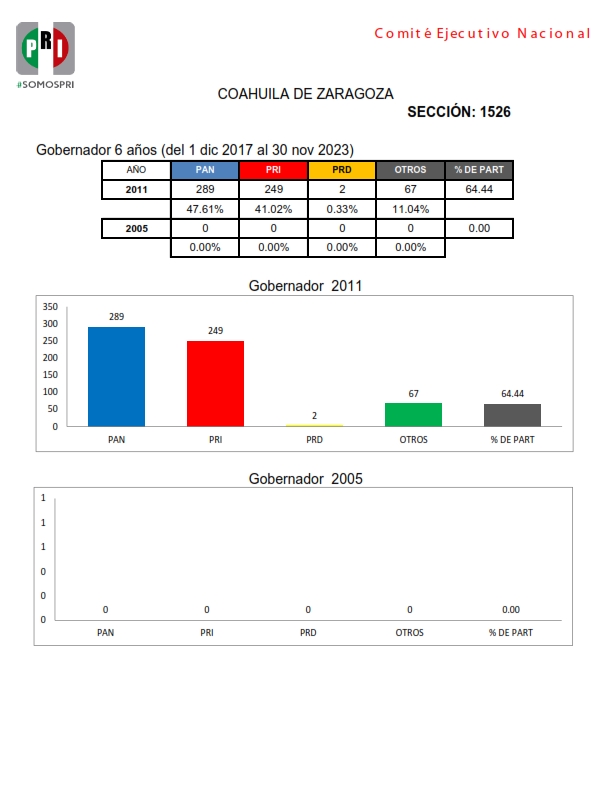 PRI
#SOMOSPRI
Comité Ejecutivo Nacional
COAHUILA DE ZARAGOZA
SECCIÓN: 1526
Gobernador 6 años (del 1 dic 2017 al 30 nov 2023)
AÑO PAN PRI PRD OTROS % DE PART
2011 289 249 2 67 64.44
47.61% 41.02% 0.33% 11.04%
2005 0 0 0 0 0.00
0.00% 0.00% 0.00% 0.00%
Gobernador 2011
350
300
250
200
150
100
50
0
289
249
2
67
64.44
PAN PRI PRD OTROS % DE PART
Gobernador 2005
1
1
1
0
0
0
0 0 0 0 0.00
PAN PRI PRD OTROS % DE PART